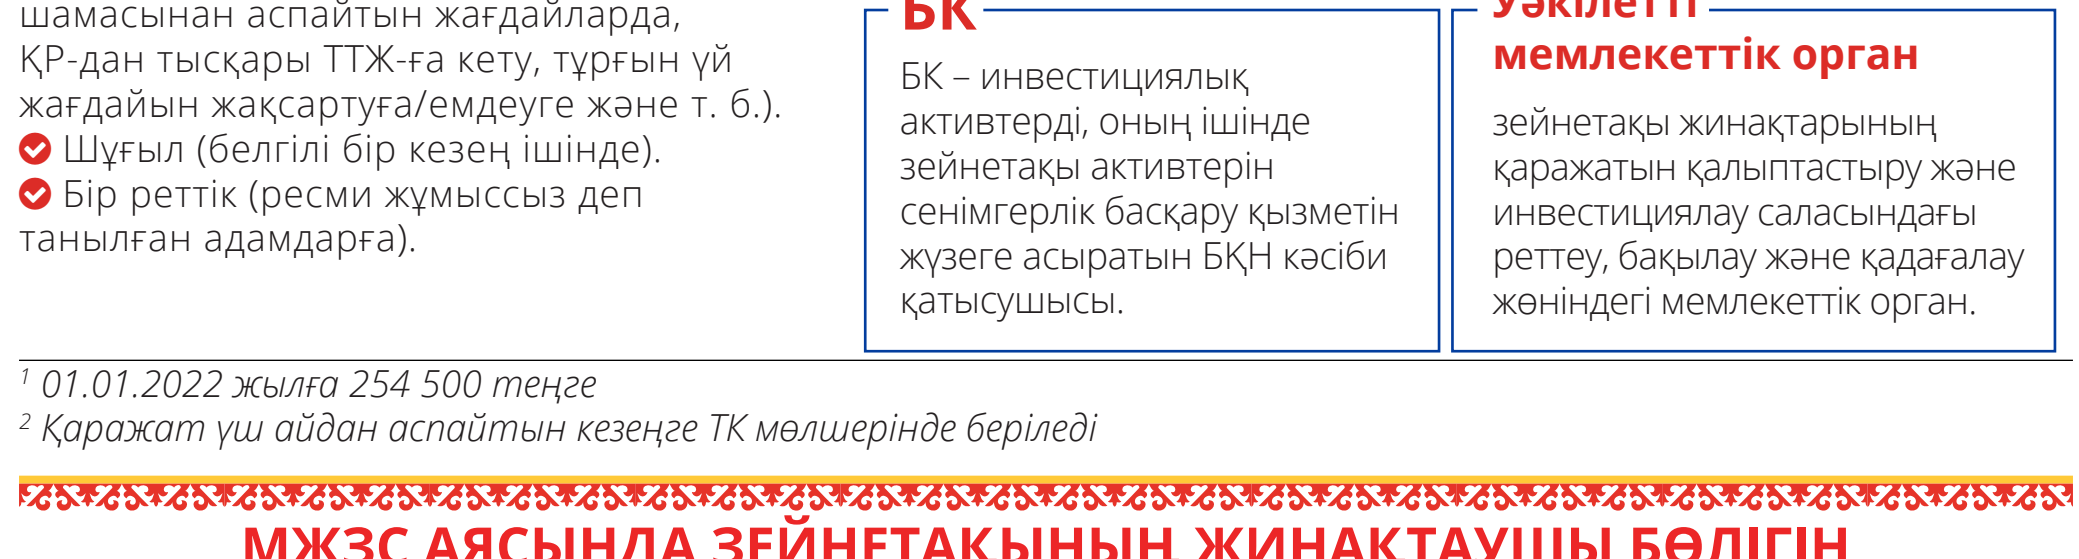 шамасынан аспайтын жағдайларда,
ҚР-дан тысқары ТТЖ-ға кету, тұрғын үй
жағдайын жақсартуға/емдеуге және т. б.).
Шұғыл (белгілі бір кезең ішінде).
Бір реттік (ресми жұмыссыз деп
танылған адамдарға).
БК
БК – инвестициялық
активтерді, оның ішінде
зейнетақы активтерін
сенімгерлік басқару қызметін
жүзеге асыратын БҚН кәсіби
қатысушысы.
Уәкілетті
мемлекеттік орган
зейнетақы жинақтарының
қаражатын қалыптастыру және
инвестициялау саласындағы
реттеу, бақылау және қадағалау
жөніндегі мемлекеттік орган.
¹ 01.01.2022 жылға 254 500 теңге
² Қаражат үш айдан аспайтын кезеңге ТК мөлшерінде беріледі
МЖЗС АЯСЫНДА ЗЕЙНЕТАҚЫНЫҢ ЖИНАҚТАУШЫ БӨЛІГІН